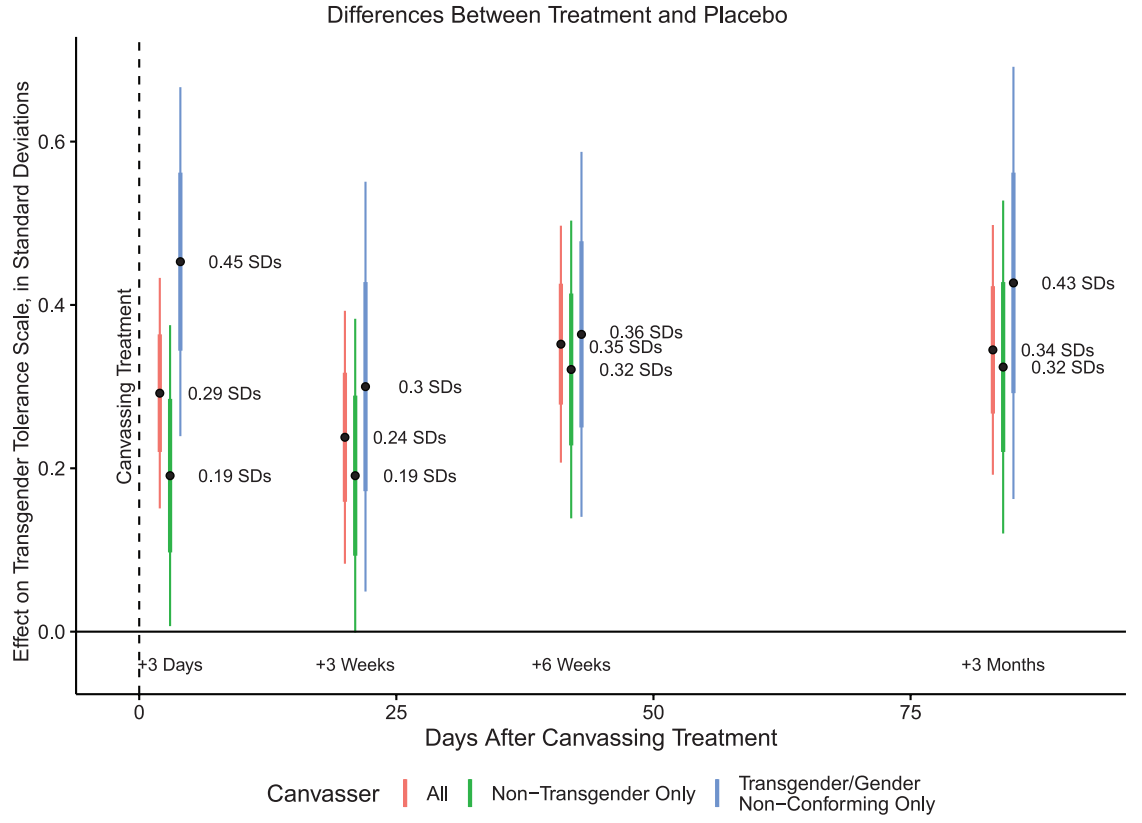 Differences Between Treatment and Placebo
Effect on Transgender Tolerance Scale, in Standard Deviations
0.6
0.4
0.2
0.0
Canvassing Treatment
0.45 SDs
0.29 SDs
0.19 SDs
0.3 SDs
0.24 SDs
0.19 SDs
0.36 SDs
0.35 SDs
0.32 SDs
0.43 SDs
0.34 SDs
0.32 SDs
+3 Days
+3 Weeks
+6 Weeks
+3 Months
0
25
50
75
Days After Canvassing Treatment
Canvasser
All
Non−Transgender Only
Transgender/Gender
Non−Conforming Only